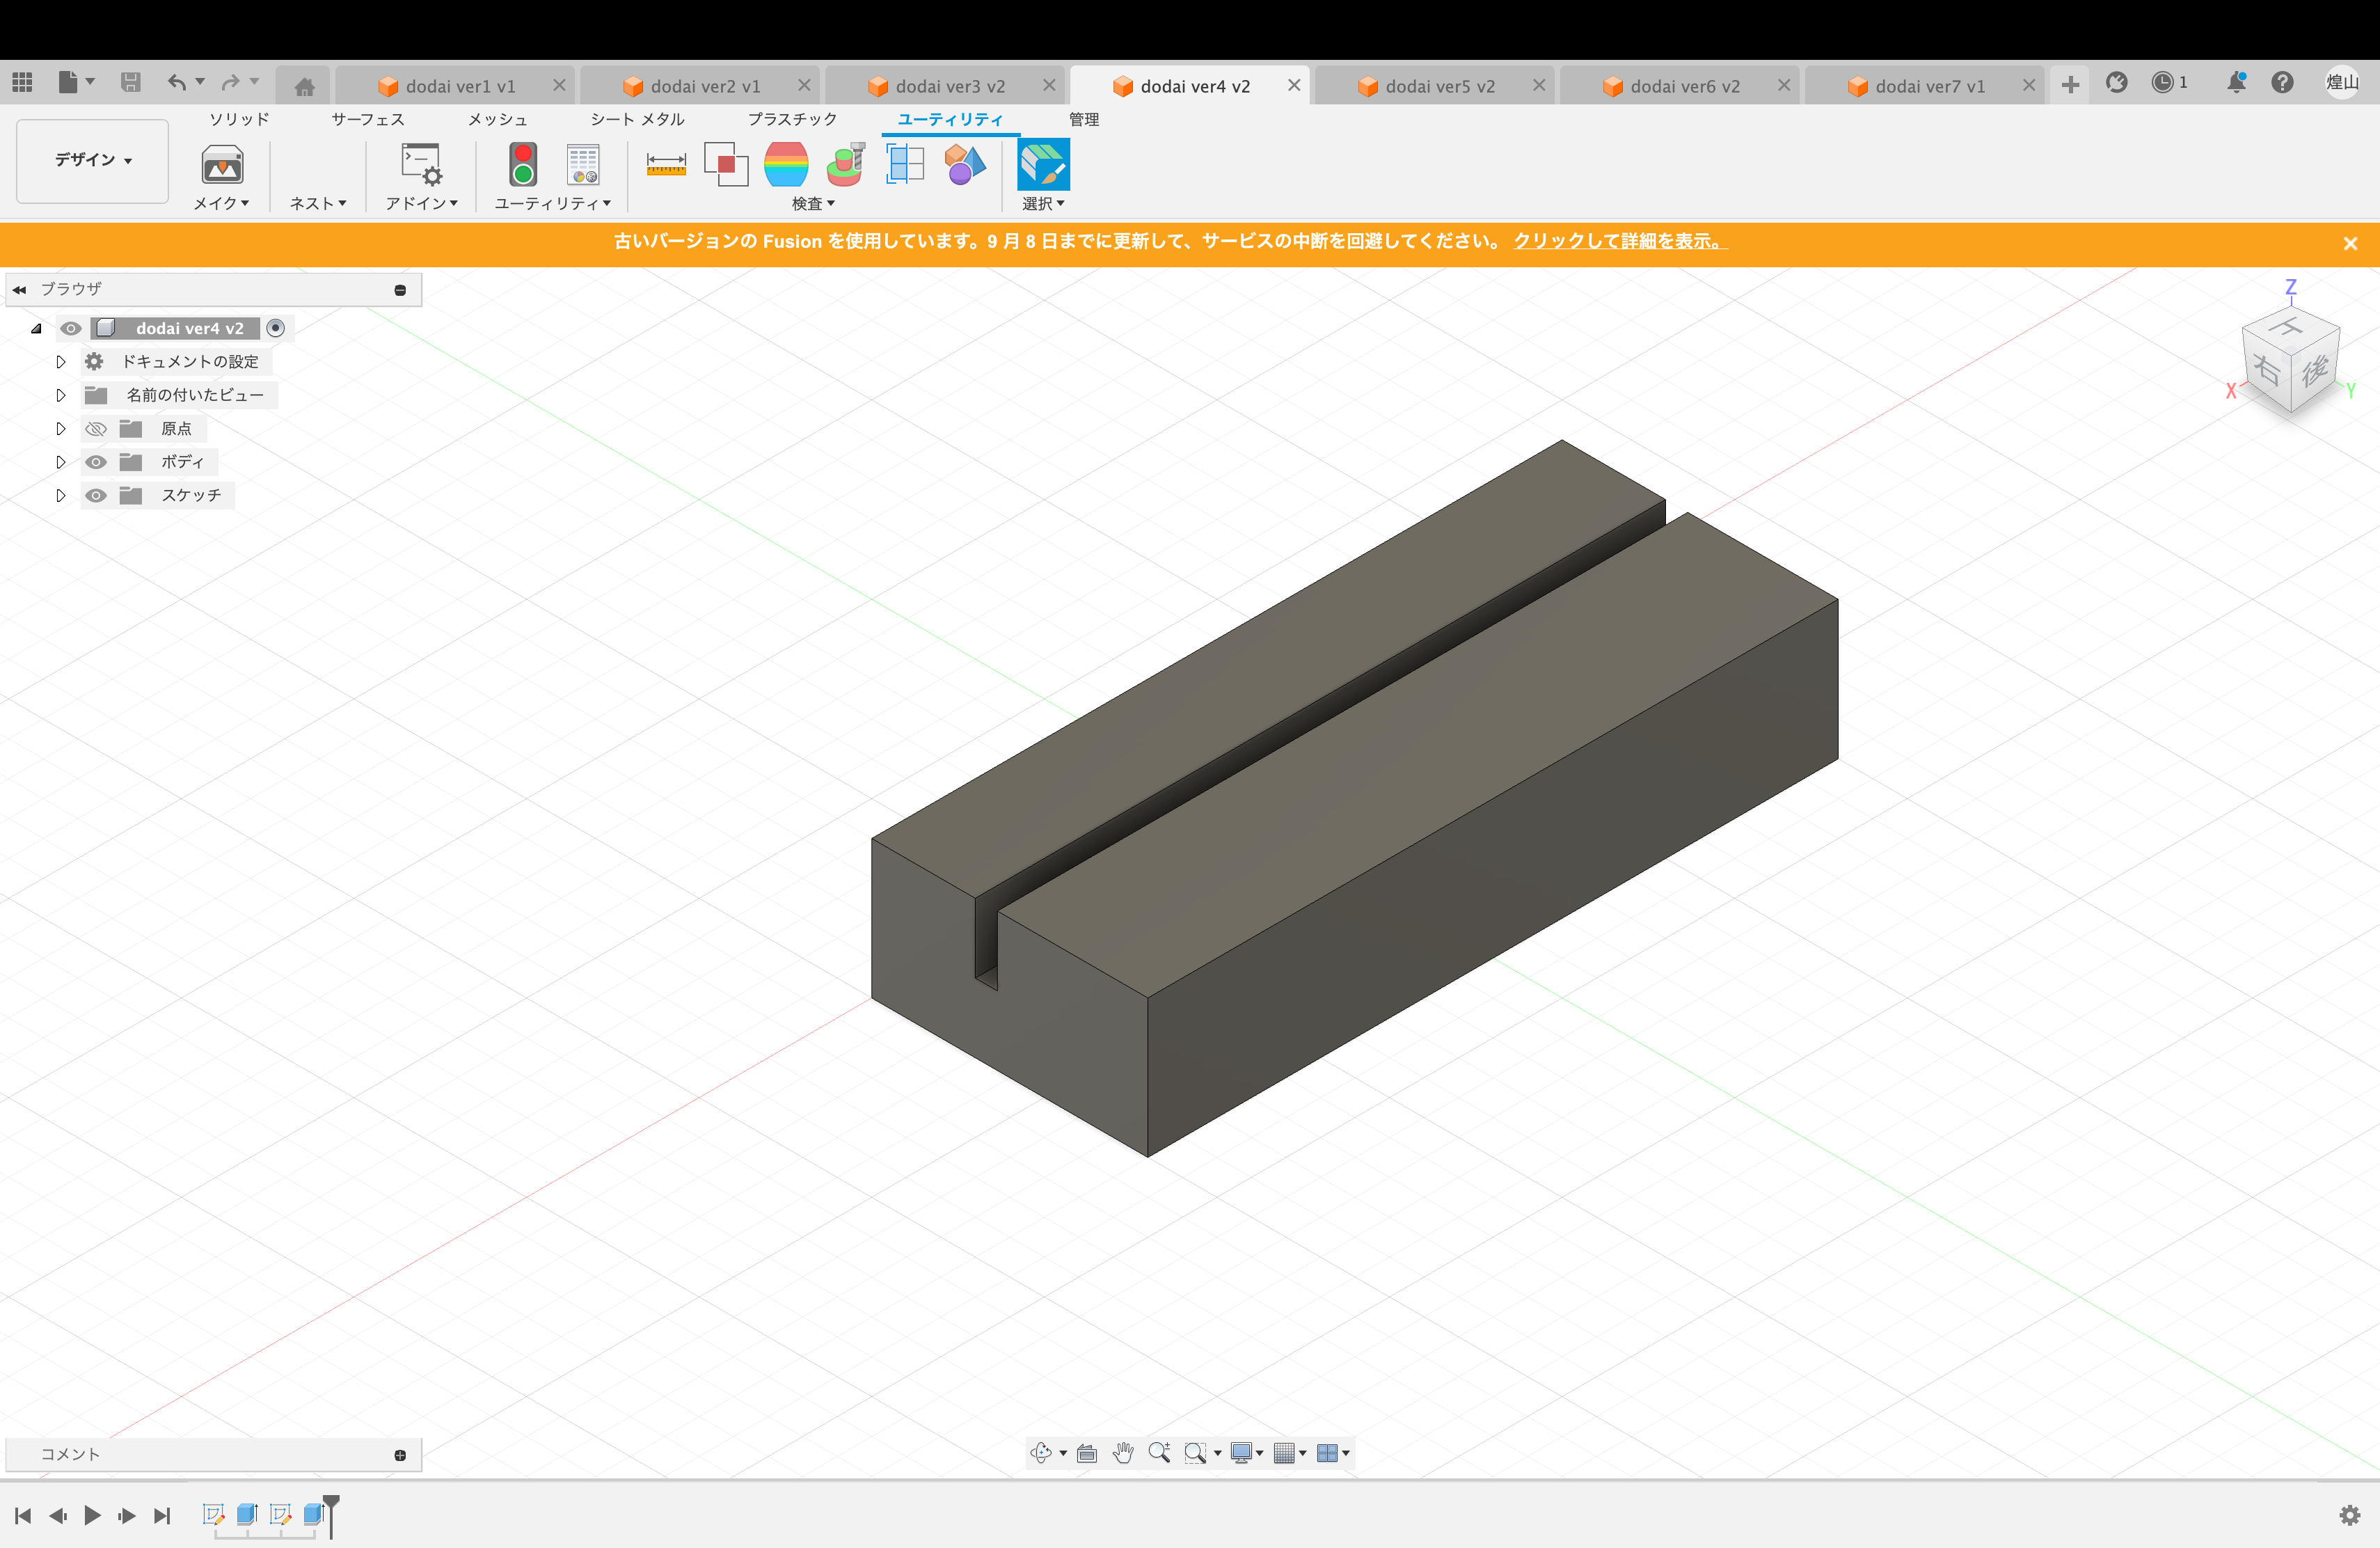 dodai ver1 v1
dodai ver2 v1
dodai ver3 v2
dodai ver4 v2
dodai ver5 v2
dodai ver6 v2
dodai ver7 v1
1
煌山
デザイン
ソリッド
サーフェス
メッシュ
シート メタル
プラスチック
ユーティリティ
管理
メイク
ネスト
アドイン
ユーティリティ
検査
選択
古いバージョンの Fusion を使用しています。9 月 8 日までに更新して、サービスの中断を回避してください。 クリックして詳細を表示。
ブラウザ
dodai ver4 v2
ドキュメントの設定
名前の付いたビュー
原点
ボディ
スケッチ
Z
上
右
後
X
Y
コメント